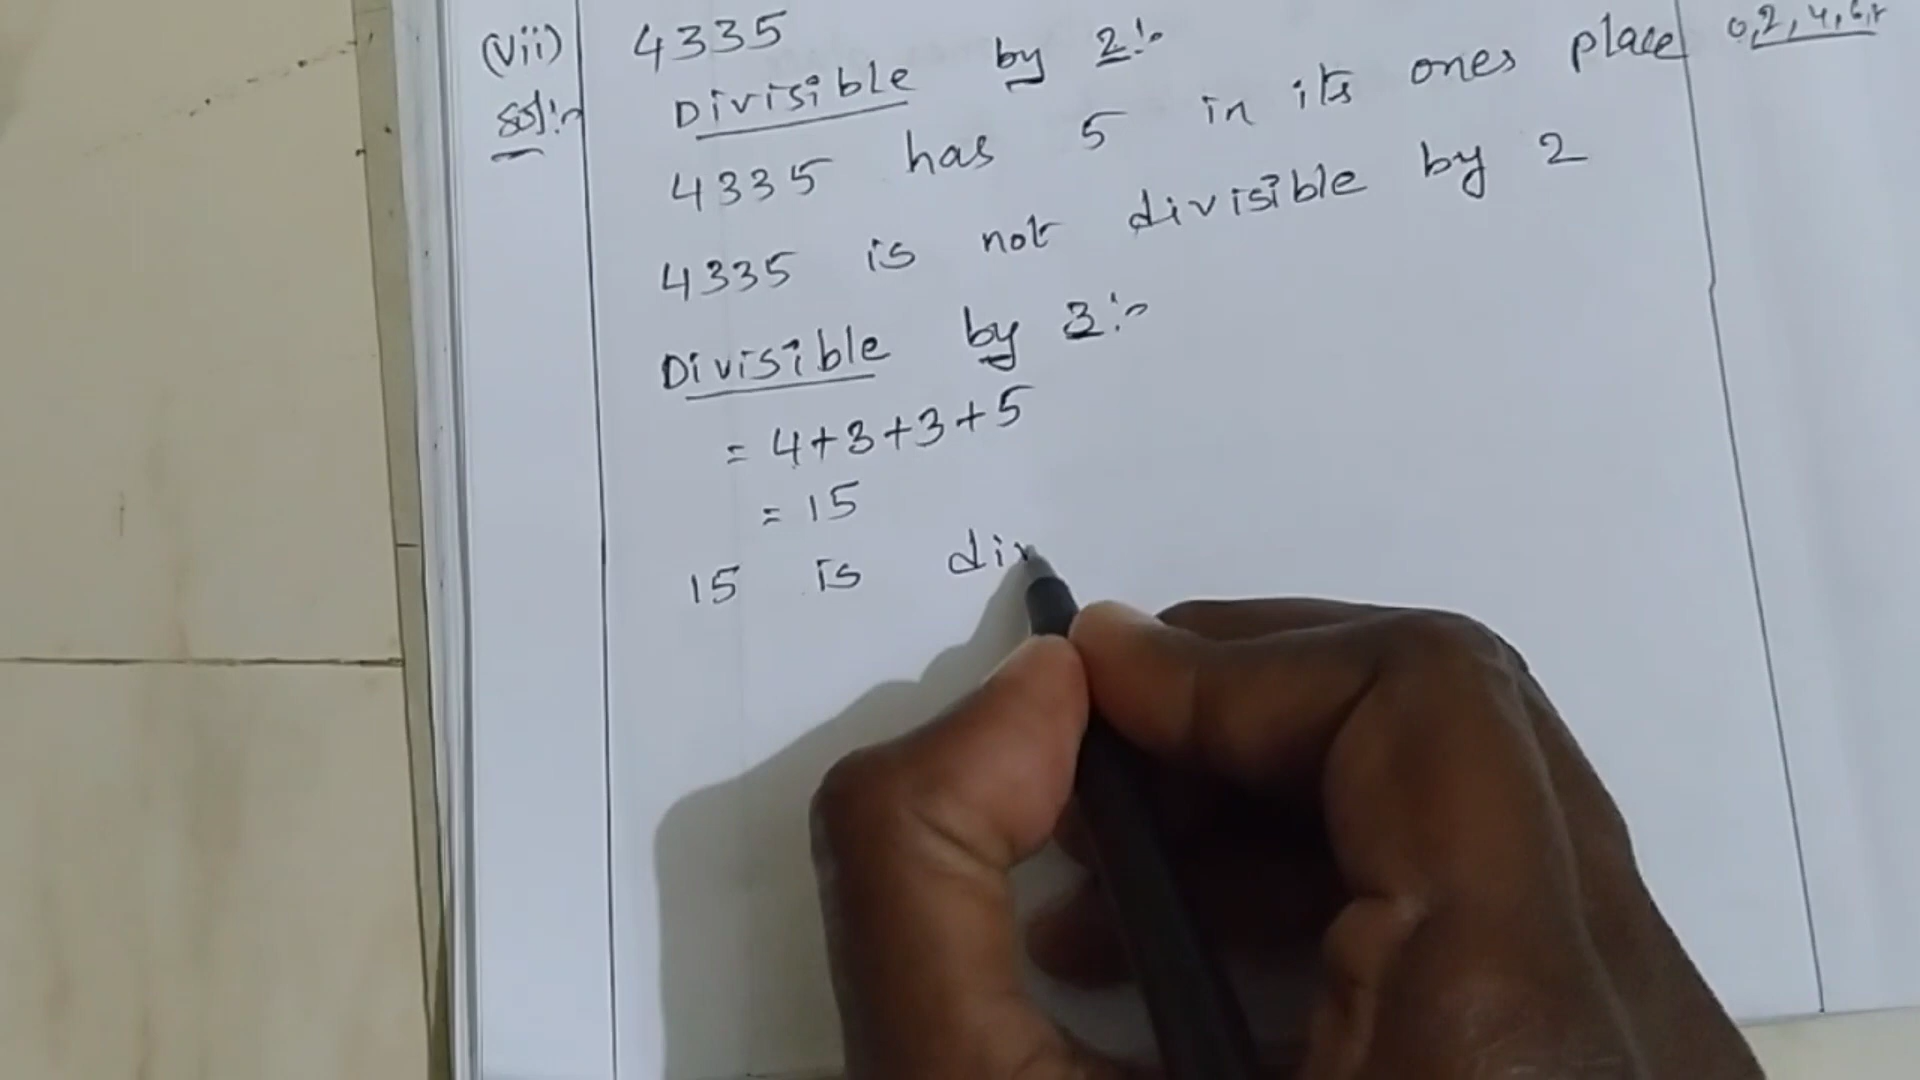 (vii) 4335
Sol:- Divisible by 2:-
4335 has 5 in its ones place 0,2,4,6,8
4335 is not divisible by 2
Divisible by 3:-
= 4+3+3+5
= 15
15 is div